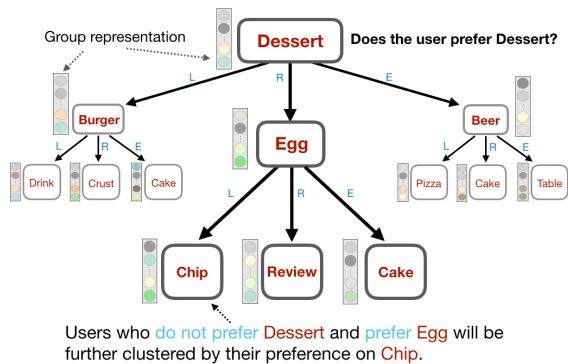 Group representation
Dessert
Does the user prefer Dessert?
L R E
Burger
Egg
Beer
L R E
L R E
L R E
Drink Crust Cake
Pizza Cake Table
Chip Review Cake
Users who do not prefer Dessert and prefer Egg will
be further clustered by their preference on Chip.